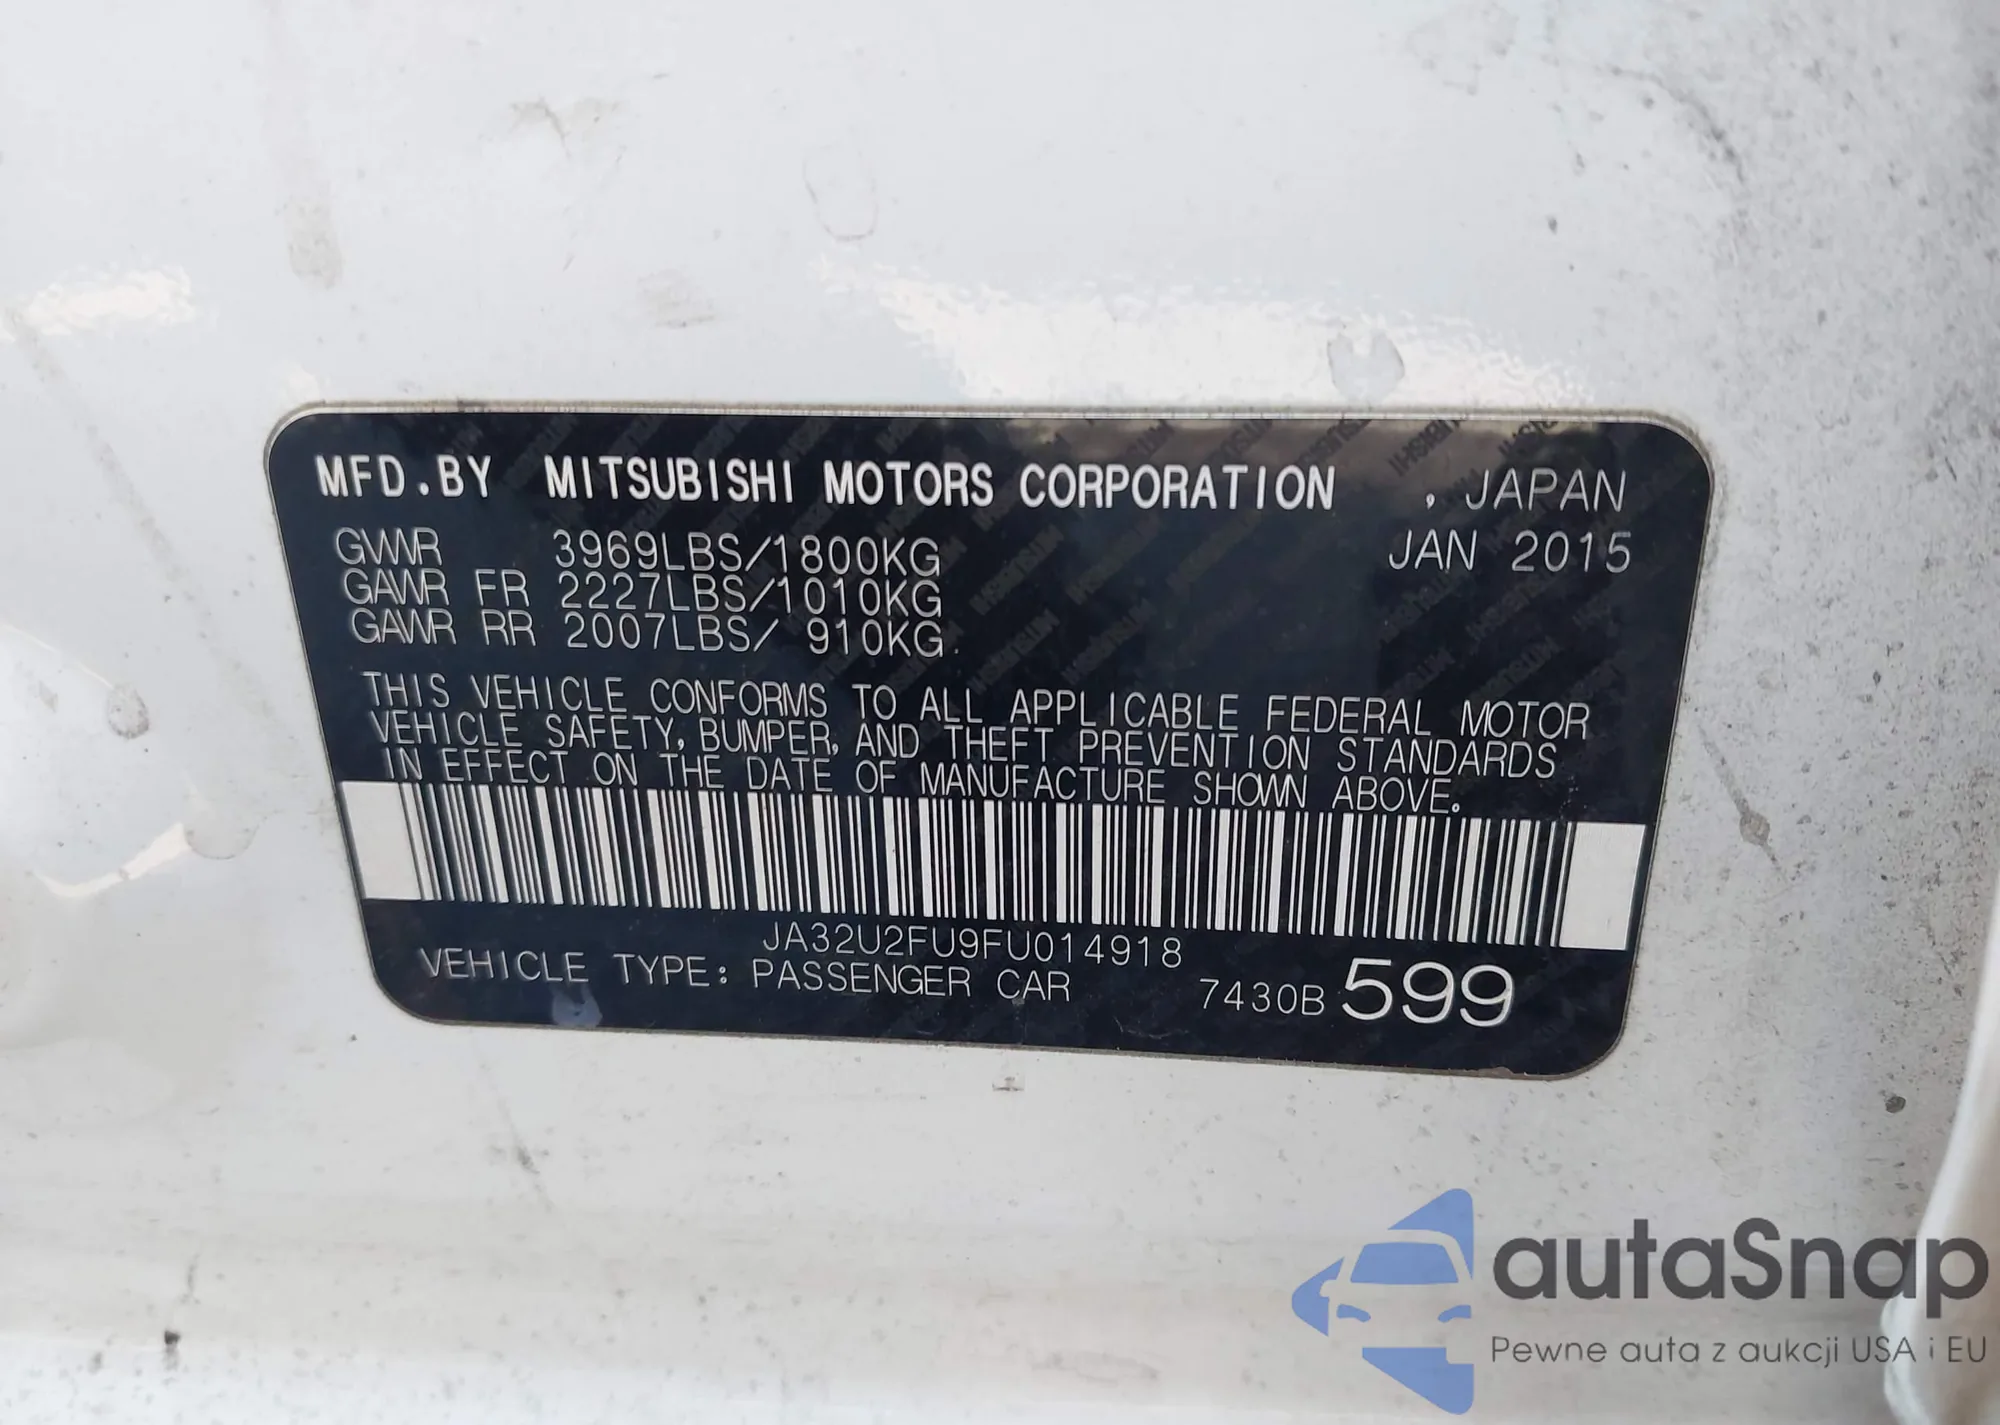 MFD.BY MITSUBISHI MOTORS CORPORATION , JAPAN
JAN 2015
GVWR 3969LBS/1800KG
GAWR FR 2227LBS/1010KG
GAWR RR 2007LBS/ 910KG
THIS VEHICLE CONFORMS TO ALL APPLICABLE FEDERAL MOTOR
VEHICLE SAFETY, BUMPER, AND THEFT PREVENTION STANDARDS
IN EFFECT ON THE DATE OF MANUFACTURE SHOWN ABOVE.
JA32U2FU9FU014918
VEHICLE TYPE: PASSENGER CAR 7430B 599
autaSnap
Pewne auta z aukcji USA i EU